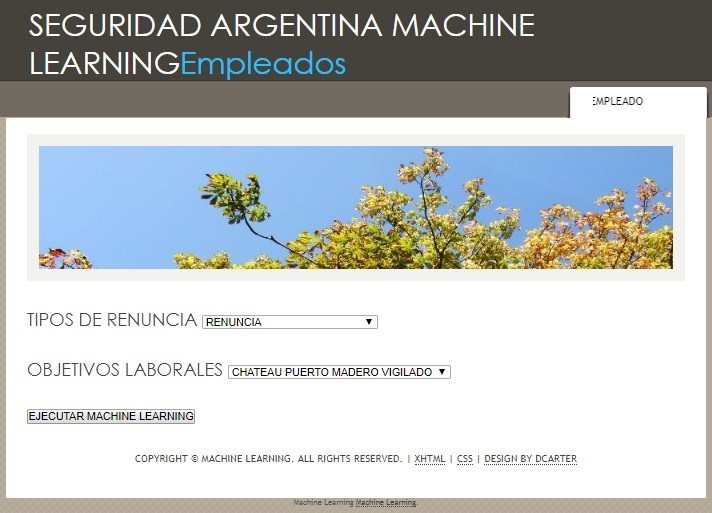 SEGURIDAD ARGENTINA MACHINE
LEARNINGEmpleados
EMPLEADO
TIPOS DE RENUNCIA RENUNCIA
OBJETIVOS LABORALES CHATEAU PUERTO MADERO VIGILADO
EJECUTAR MACHINE LEARNING
COPYRIGHT © MACHINE LEARNING. ALL RIGHTS RESERVED. | XHTML | CSS | DESIGN BY DCARTER
Machine Learning Machine Learning.